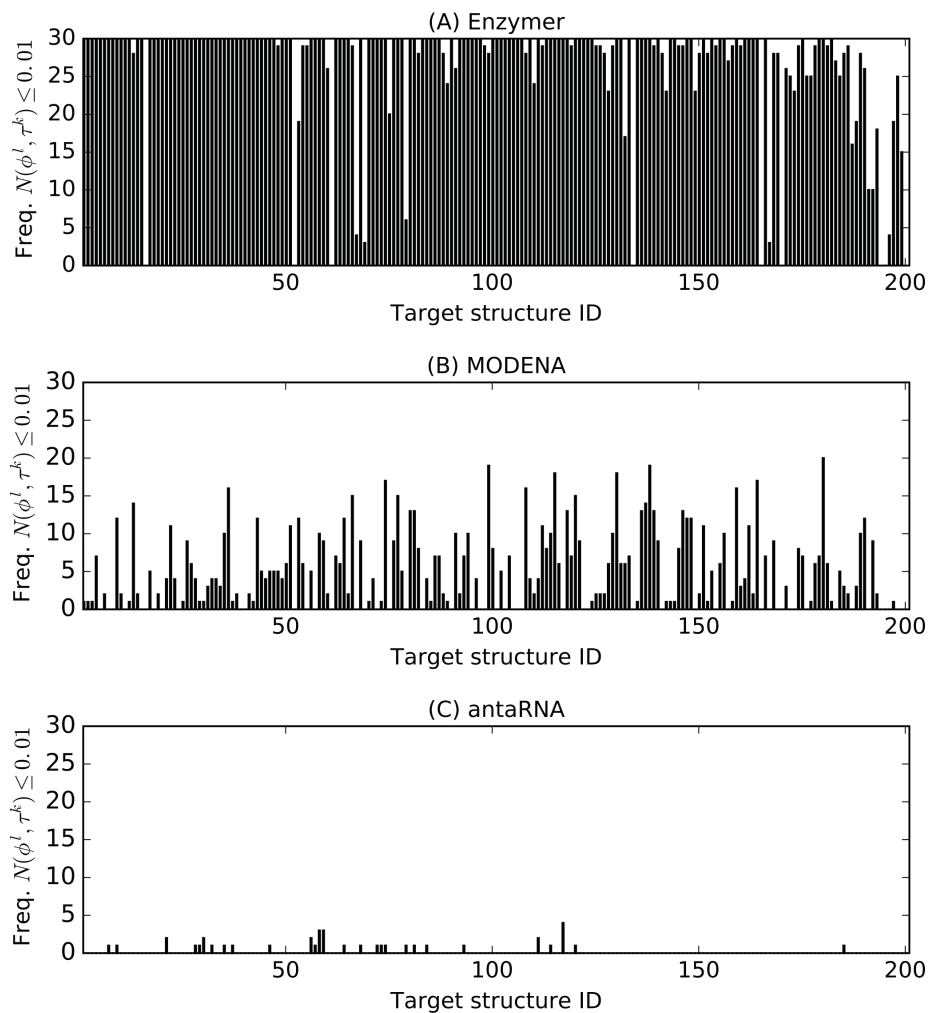 (A) Enzymer
Freq. N(ϕ^l, τ^k) ≤ 0.01
30
25
20
15
10
5
0
50 100 150 200
Target structure ID
(B) MODENA
Freq. N(ϕ^l, τ^k) ≤ 0.01
30
25
20
15
10
5
0
50 100 150 200
Target structure ID
(C) antaRNA
Freq. N(ϕ^l, τ^k) ≤ 0.01
30
25
20
15
10
5
0
50 100 150 200
Target structure ID